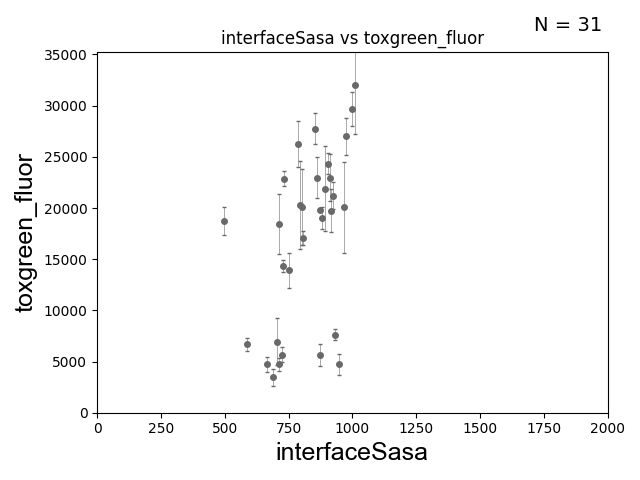 N = 31
interfaceSasa vs toxgreen_fluor
35000
30000
25000
20000
15000
10000
5000
0
toxgreen_fluor
0 250 500 750 1000 1250 1500 1750 2000
interfaceSasa